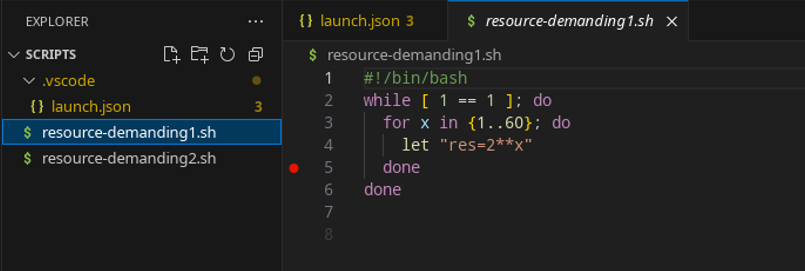 EXPLORER ...
SCRIPTS
.vscode
{} launch.json 3
$ resource-demanding1.sh
$ resource-demanding2.sh
{} launch.json 3 $ resource-demanding1.sh ×
$ resource-demanding1.sh
1 #!/bin/bash
2 while [ 1 == 1 ]; do
3 for x in {1..60}; do
4 let "res=2**x"
5 done
6 done
7
8